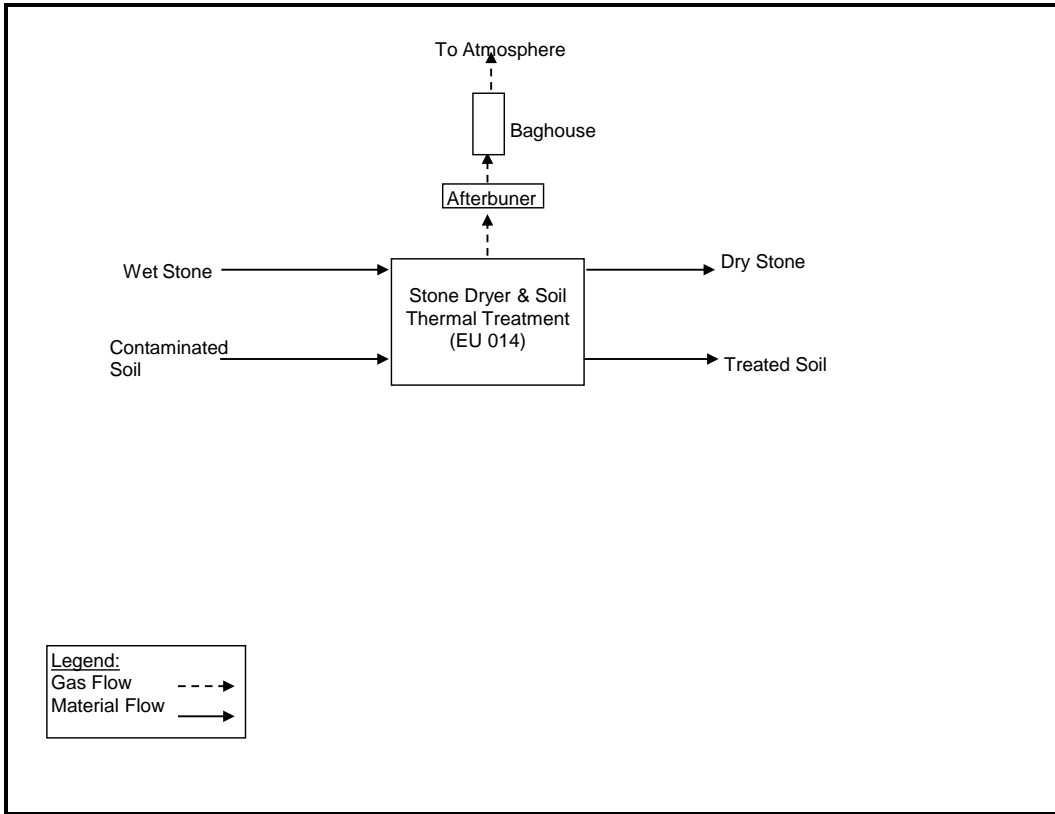 To Atmosphere
Baghouse
Afterbuner
Wet Stone
Dry Stone
Stone Dryer & Soil
Thermal Treatment
(EU 014)
Contaminated
Soil
Treated Soil
Legend:
Gas Flow
Material Flow